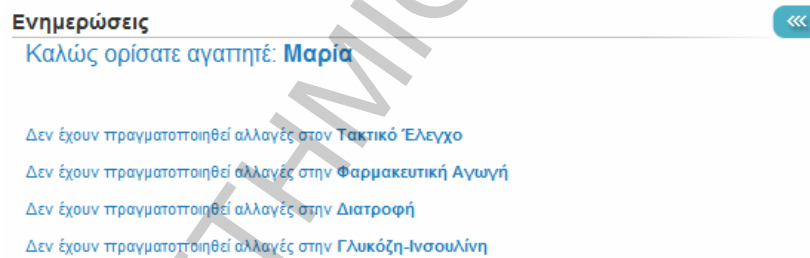 Ενημερώσεις
Καλώς ορίσατε αγαπητέ: Μαρία
Δεν έχουν πραγματοποιηθεί αλλαγές στον Τακτικό Έλεγχο
Δεν έχουν πραγματοποιηθεί αλλαγές στην Φαρμακευτική Αγωγή
Δεν έχουν πραγματοποιηθεί αλλαγές στην Διατροφή
Δεν έχουν πραγματοποιηθεί αλλαγές στην Γλυκόζη-Ινσουλίνη